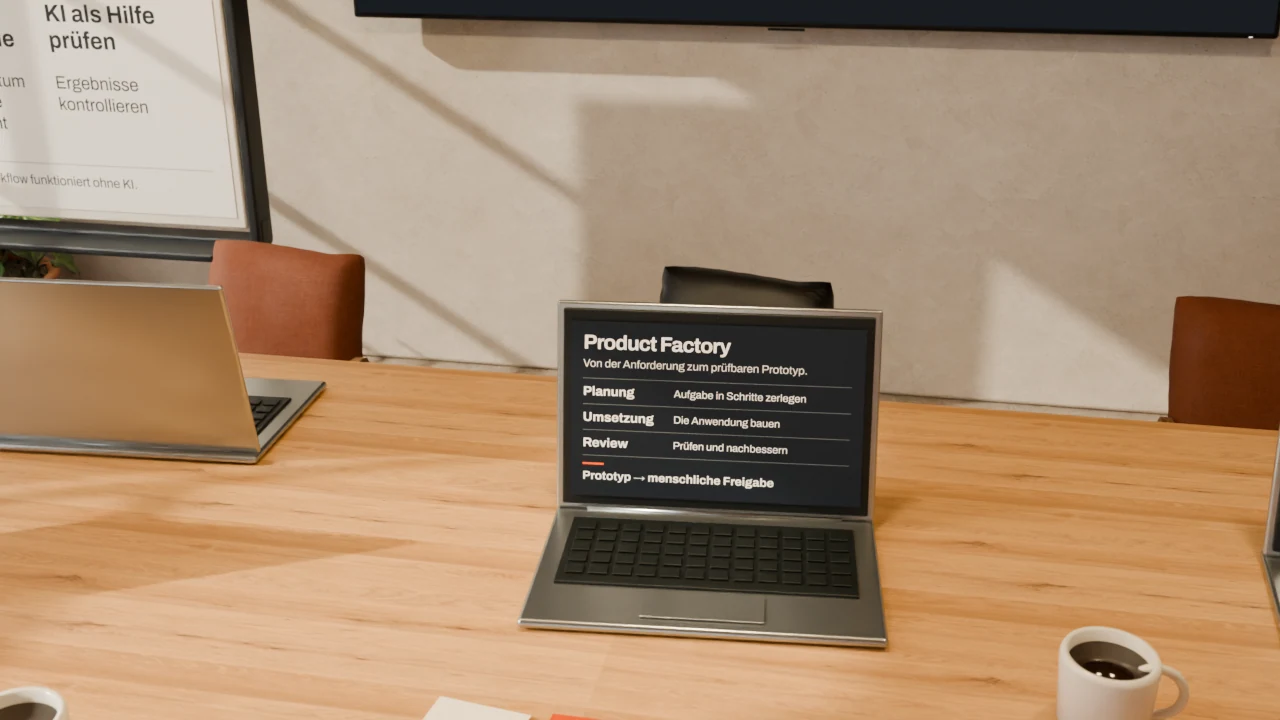 KI als Hilfe
prüfen
Ergebnisse
kontrollieren
funktioniert ohne KI.
Product Factory
Von der Anforderung zum prüfbaren Prototyp.
Planung Aufgabe in Schritte zerlegen
Umsetzung Die Anwendung bauen
Review Prüfen und nachbessern
Prototyp → menschliche Freigabe